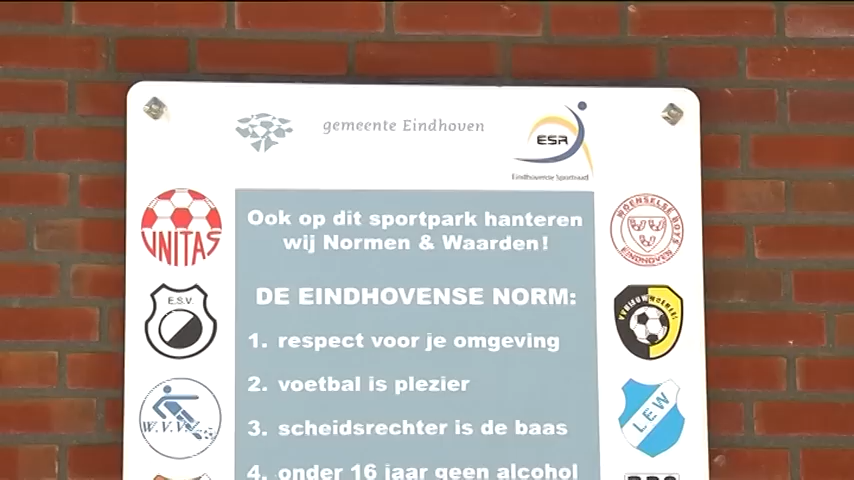 gemeente Eindhoven
ESR
Eindhovense Sportraad
UNITAS
WOENSELSE BOYS
EINDHOVEN
Ook op dit sportpark hanteren
wij Normen & Waarden!
DE EINDHOVENSE NORM:
E.S.V.
1. respect voor je omgeving
2. voetbal is plezier
W.V.V.
LEW
3. scheidsrechter is de baas
4. onder 16 jaar geen alcohol